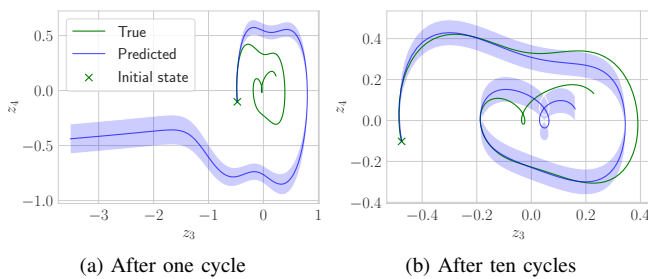 True
Predicted
Initial state
0.5
0.0
−0.5
−1.0
z4
−3
−2
−1
0
1
z3
(a) After one cycle
0.4
0.2
0.0
−0.2
−0.4
z4
−0.4
−0.2
0.0
0.2
0.4
z3
(b) After ten cycles